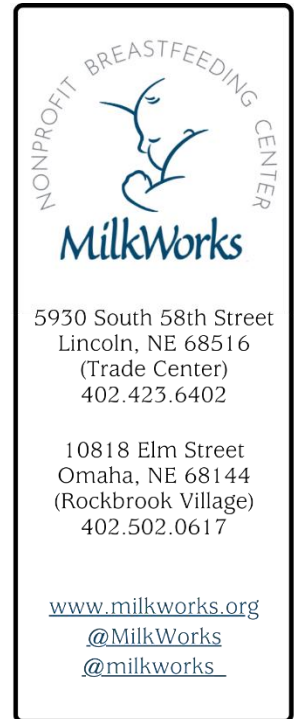 NONPROFIT BREASTFEEDING CENTER
MilkWorks
5930 South 58th Street
Lincoln, NE 68516
(Trade Center)
402.423.6402
10818 Elm Street
Omaha, NE 68144
(Rockbrook Village)
402.502.0617
www.milkworks.org
@MilkWorks
@milkworks_